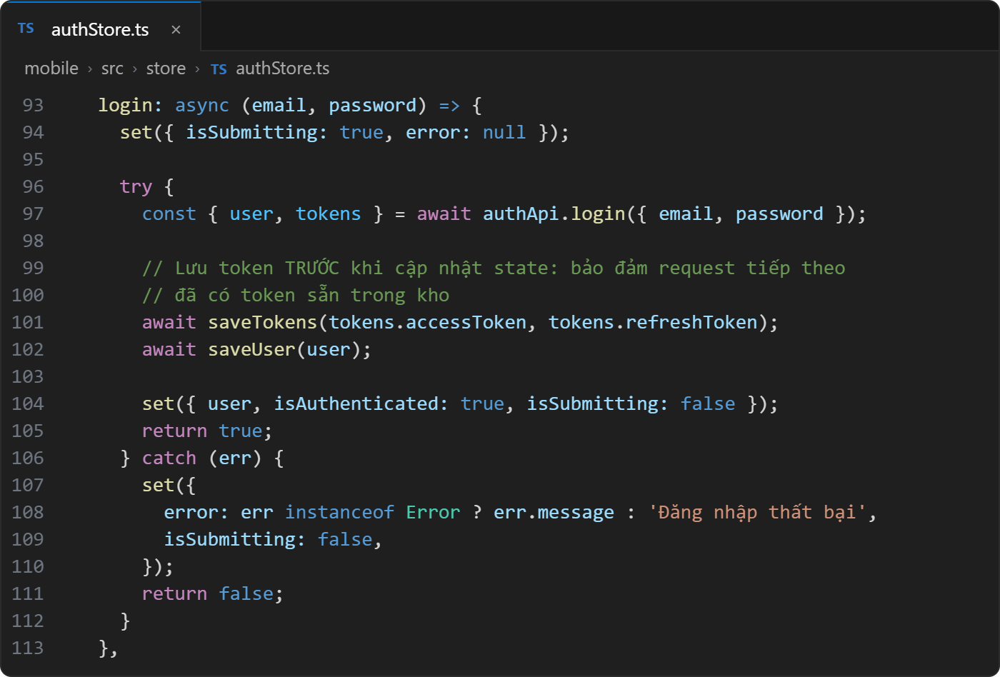 TS authStore.ts ×
mobile › src › store › TS authStore.ts
93 login: async (email, password) => {
94 set({ isSubmitting: true, error: null });
95
96 try {
97 const { user, tokens } = await authApi.login({ email, password });
98
99 // Lưu token TRƯỚC khi cập nhật state: bảo đảm request tiếp theo
100 // đã có token sẵn trong kho
101 await saveTokens(tokens.accessToken, tokens.refreshToken);
102 await saveUser(user);
103
104 set({ user, isAuthenticated: true, isSubmitting: false });
105 return true;
106 } catch (err) {
107 set({
108 error: err instanceof Error ? err.message : 'Đăng nhập thất bại',
109 isSubmitting: false,
110 });
111 return false;
112 }
113 },